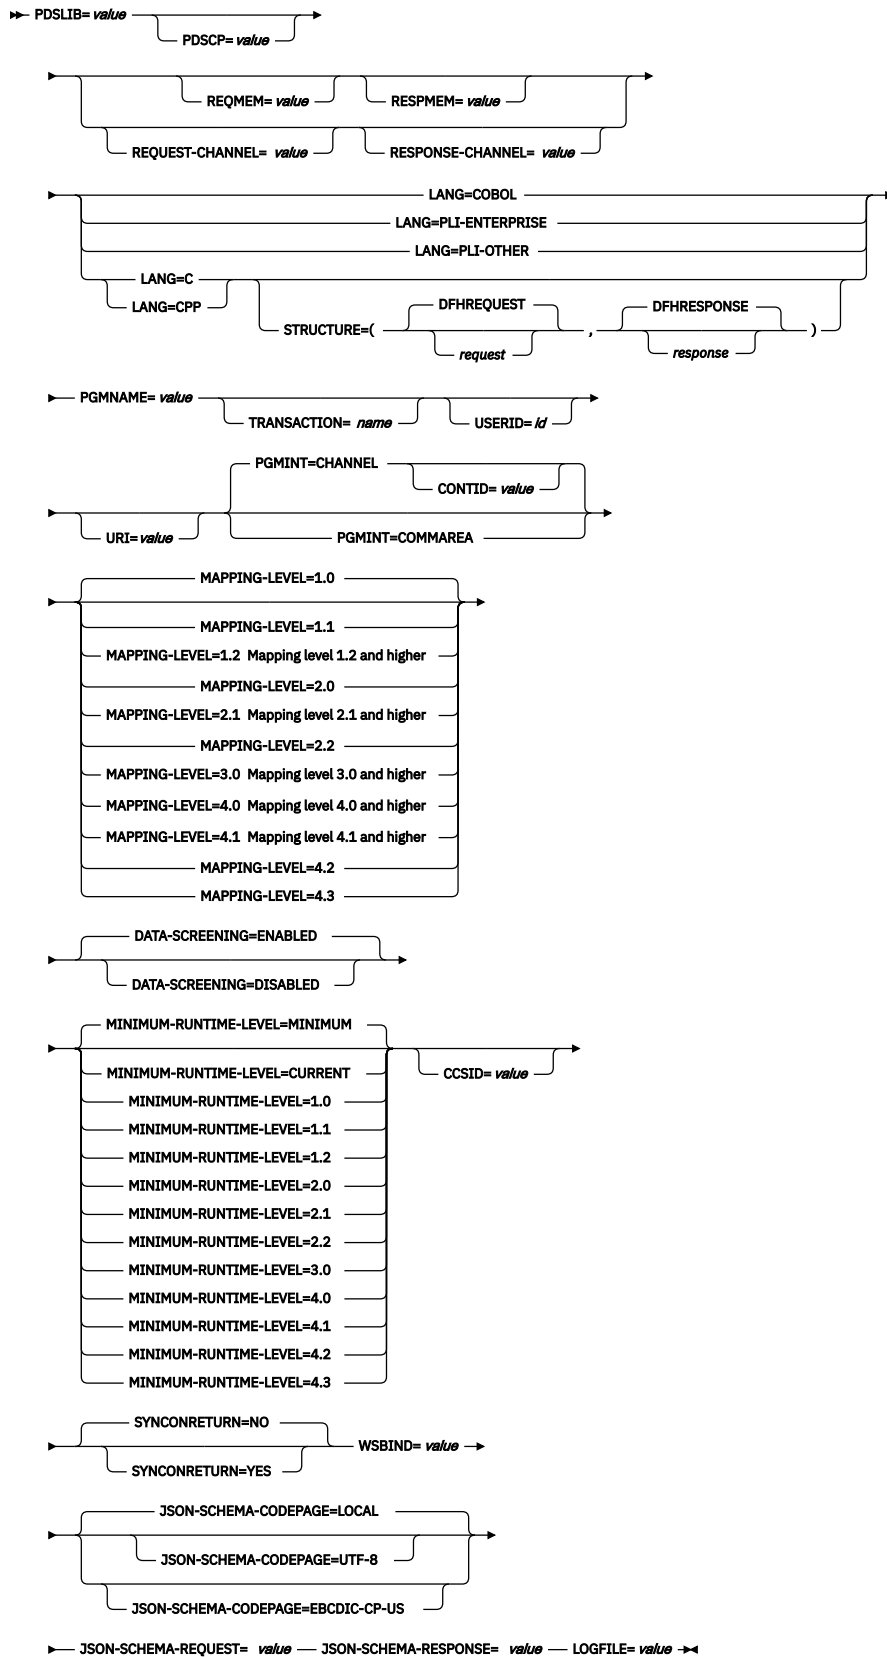 PDSLIB= value
PDSCP= value
REQMEM= value RESPMEM= value
REQUEST-CHANNEL= value RESPONSE-CHANNEL= value
LANG=COBOL
LANG=PLI-ENTERPRISE
LANG=PLI-OTHER
LANG=C
LANG=CPP
DFHREQUEST DFHRESPONSE
STRUCTURE=( , )
request response
PGMNAME= value
TRANSACTION= name USERID= id
PGMINT=CHANNEL
CONTID= value
URI= value
PGMINT=COMMAREA
MAPPING-LEVEL=1.0
MAPPING-LEVEL=1.1
MAPPING-LEVEL=1.2 Mapping level 1.2 and higher
MAPPING-LEVEL=2.0
MAPPING-LEVEL=2.1 Mapping level 2.1 and higher
MAPPING-LEVEL=2.2
MAPPING-LEVEL=3.0 Mapping level 3.0 and higher
MAPPING-LEVEL=4.0 Mapping level 4.0 and higher
MAPPING-LEVEL=4.1 Mapping level 4.1 and higher
MAPPING-LEVEL=4.2
MAPPING-LEVEL=4.3
DATA-SCREENING=ENABLED
DATA-SCREENING=DISABLED
MINIMUM-RUNTIME-LEVEL=MINIMUM
MINIMUM-RUNTIME-LEVEL=CURRENT CCSID= value
MINIMUM-RUNTIME-LEVEL=1.0
MINIMUM-RUNTIME-LEVEL=1.1
MINIMUM-RUNTIME-LEVEL=1.2
MINIMUM-RUNTIME-LEVEL=2.0
MINIMUM-RUNTIME-LEVEL=2.1
MINIMUM-RUNTIME-LEVEL=2.2
MINIMUM-RUNTIME-LEVEL=3.0
MINIMUM-RUNTIME-LEVEL=4.0
MINIMUM-RUNTIME-LEVEL=4.1
MINIMUM-RUNTIME-LEVEL=4.2
MINIMUM-RUNTIME-LEVEL=4.3
SYNCONRETURN=NO
WSBIND= value
SYNCONRETURN=YES
JSON-SCHEMA-CODEPAGE=LOCAL
JSON-SCHEMA-CODEPAGE=UTF-8
JSON-SCHEMA-CODEPAGE=EBCDIC-CP-US
JSON-SCHEMA-REQUEST= value JSON-SCHEMA-RESPONSE= value LOGFILE= value